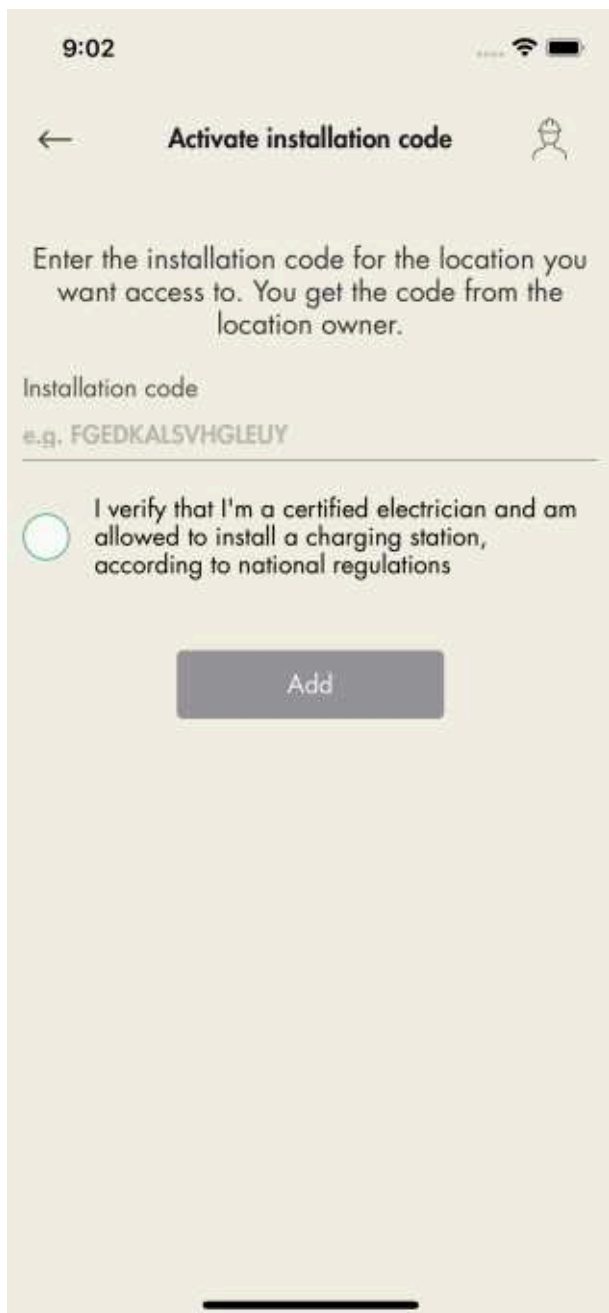 9:02
Activate installation code
Enter the installation code for the location you
want access to. You get the code from the
location owner.
Installation code
e.g. FGEDKALSVHGLEUY
I verify that I'm a certified electrician and am
allowed to install a charging station,
according to national regulations
Add